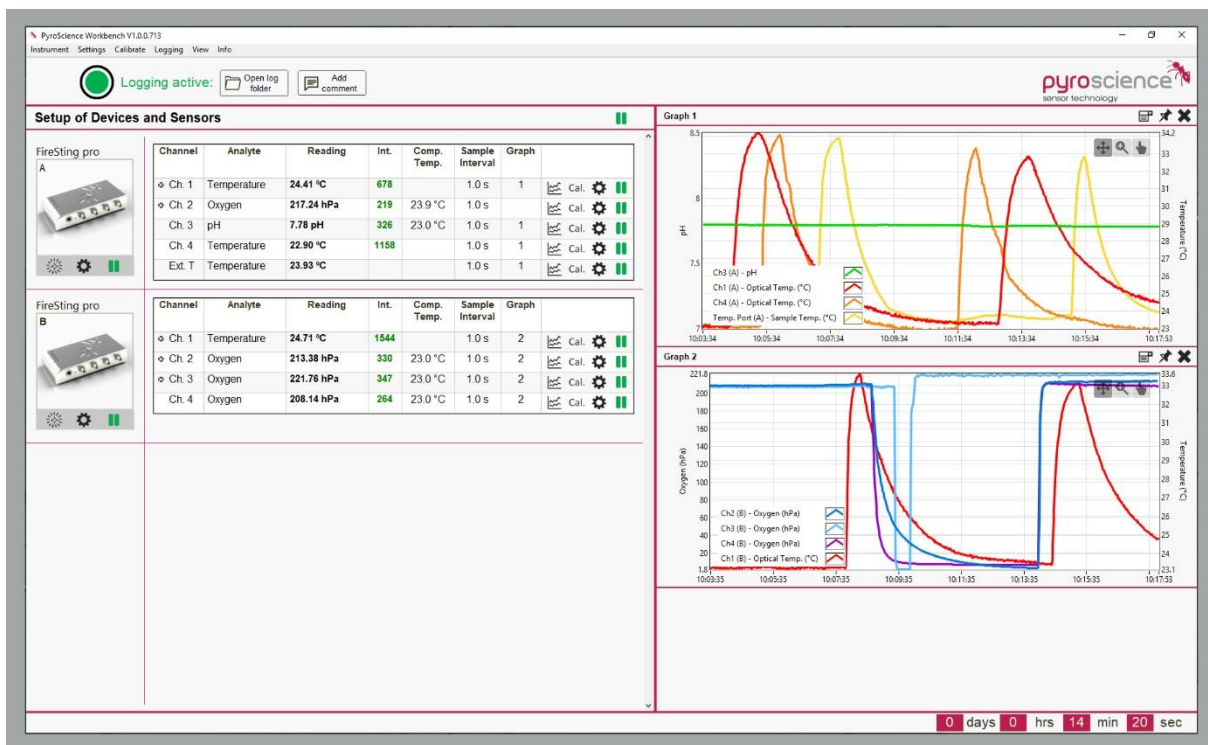 PyroScience Workbench V1.0.0.713
Instrument Settings Calibrate Logging View Info
Logging active: Open log folder Add comment
pyroscience
sensor technology
Setup of Devices and Sensors
FireSting pro
A
Channel Analyte Reading Int. Comp. Temp. Sample Interval Graph
Ch. 1 Temperature 24.41 ºC 678 1.0 s 1 Cal.
Ch. 2 Oxygen 217.24 hPa 219 23.9 °C 1.0 s Cal.
Ch. 3 pH 7.78 pH 326 23.0 °C 1.0 s 1 Cal.
Ch. 4 Temperature 22.90 ºC 1158 1.0 s 1 Cal.
Ext. T Temperature 23.93 ºC 1.0 s 1 Cal.
FireSting pro
B
Channel Analyte Reading Int. Comp. Temp. Sample Interval Graph
Ch. 1 Temperature 24.71 ºC 1544 1.0 s 2 Cal.
Ch. 2 Oxygen 213.38 hPa 330 23.0 °C 1.0 s 2 Cal.
Ch. 3 Oxygen 221.76 hPa 347 23.0 °C 1.0 s 2 Cal.
Ch. 4 Oxygen 208.14 hPa 264 23.0 °C 1.0 s 2 Cal.
Graph 1
8.5
8
7.5
7
pH
34.2
33
32
31
30
29
28
27
26
25
24
23
Temperature (°C)
Ch3 (A) - pH
Ch1 (A) - Optical Temp. (°C)
Ch4 (A) - Optical Temp. (°C)
Temp. Port (A) - Sample Temp. (°C)
10:03:34 10:05:34 10:07:34 10:09:34 10:11:34 10:13:34 10:15:34 10:17:53
Graph 2
221.8
200
180
160
140
120
100
80
60
40
20
1.8
Oxygen (hPa)
33.6
33
32
31
30
29
28
27
26
25
24
23.1
Temperature (°C)
Ch2 (B) - Oxygen (hPa)
Ch3 (B) - Oxygen (hPa)
Ch4 (B) - Oxygen (hPa)
Ch1 (B) - Optical Temp. (°C)
10:03:35 10:05:35 10:07:35 10:09:35 10:11:35 10:13:35 10:15:35 10:17:53
0 days 0 hrs 14 min 20 sec